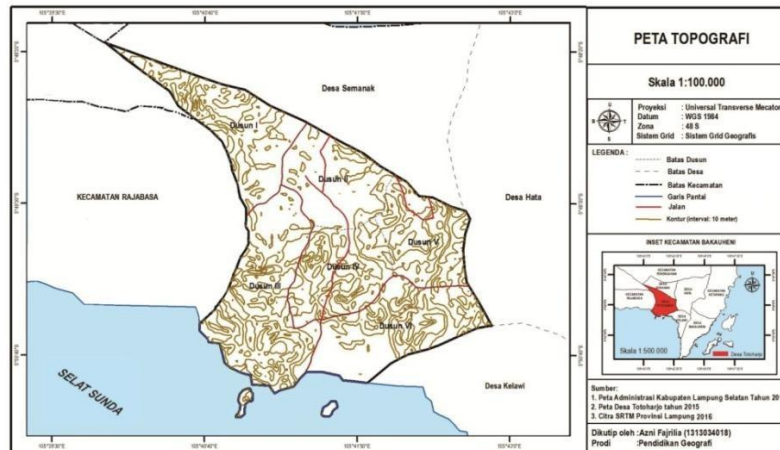 PETA TOPOGRAFI
Skala 1:100.000
Proyeksi : Universal Transverse Mecator
Datum : WGS 1984
Zona : 48 S
Sistem Grid : Sistem Grid Geografis
LEGENDA :
Batas Dusun
Batas Desa
Batas Kecamatan
Garis Pantai
Jalan
Kontur (interval: 10 meter)
INSET KECAMATAN BAKAUHENI
Skala 1:500.000
Desa Totoharjo
Sumber:
1. Peta Administrasi Kabupaten Lampung Selatan Tahun 20
2. Peta Desa Totoharjo tahun 2015
3. Citra SRTM Provinsi Lampung 2016
Dikutip oleh : Azni Fajrilia (1313034018)
Prodi : Pendidikan Geografi
Desa Semanak
Dusun I
Dusun II
KECAMATAN RAJABASA
Desa Hata
Dusun V
Dusun IV
Dusun III
Dusun VI
Desa Kelawi
SELAT SUNDA